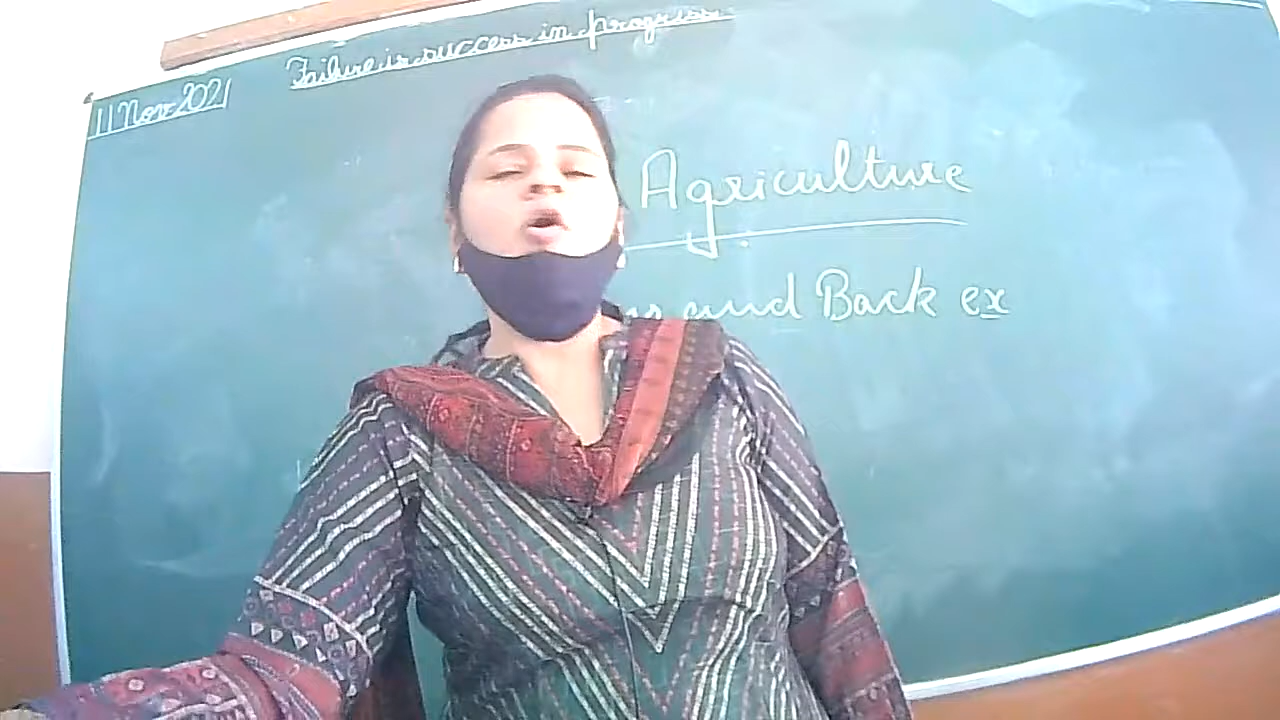 Failure is success in progress.
11 Nov 2021
Agriculture
and Back ex